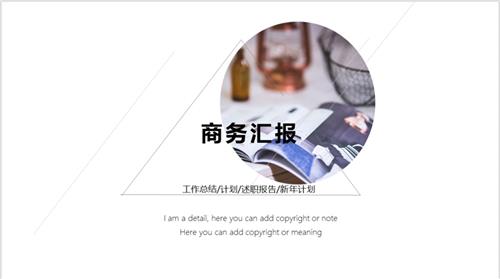 商务汇报
工作总结/计划/述职报告/新年计划
I am a detail, here you can add copyright or note
Here you can add copyright or meaning